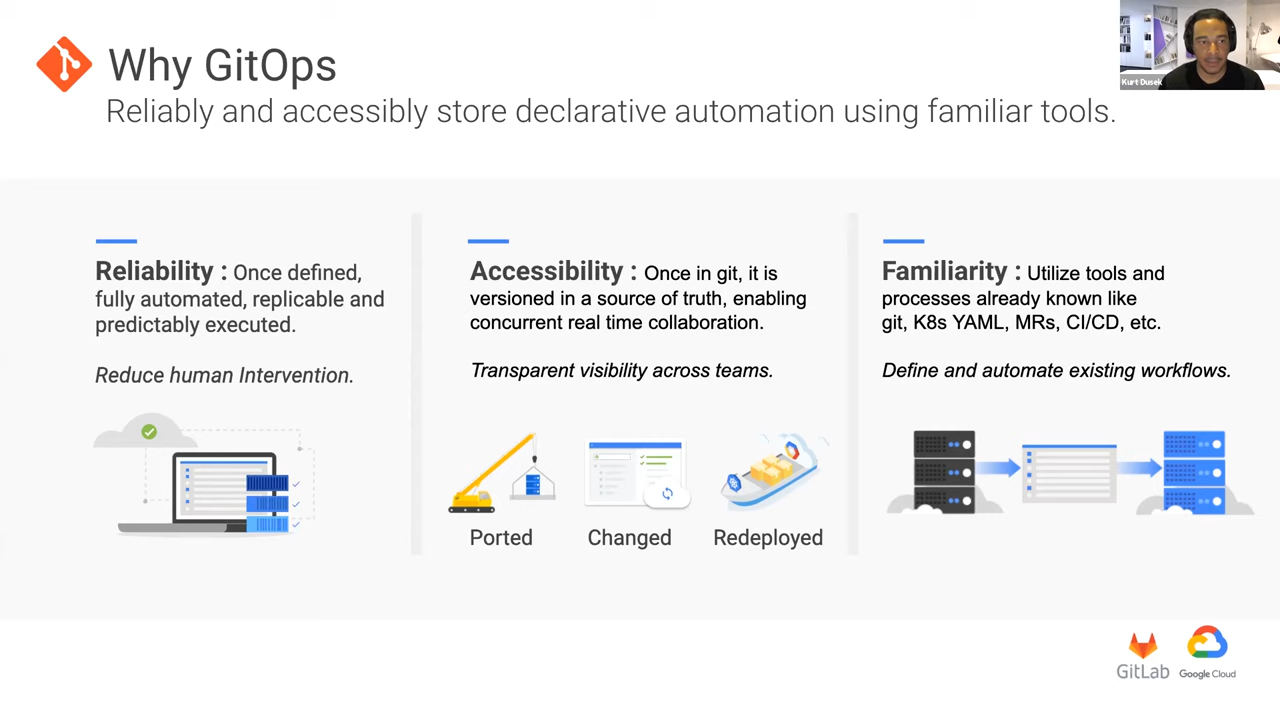 Why GitOps
Reliably and accessibly store declarative automation using familiar tools.
Kurt Dusek
Reliability : Once defined,
fully automated, replicable and
predictably executed.
Reduce human Intervention.
Accessibility : Once in git, it is
versioned in a source of truth, enabling
concurrent real time collaboration.
Transparent visibility across teams.
Ported
Changed
Redeployed
Familiarity : Utilize tools and
processes already known like
git, K8s YAML, MRs, CI/CD, etc.
Define and automate existing workflows.
GitLab
Google Cloud